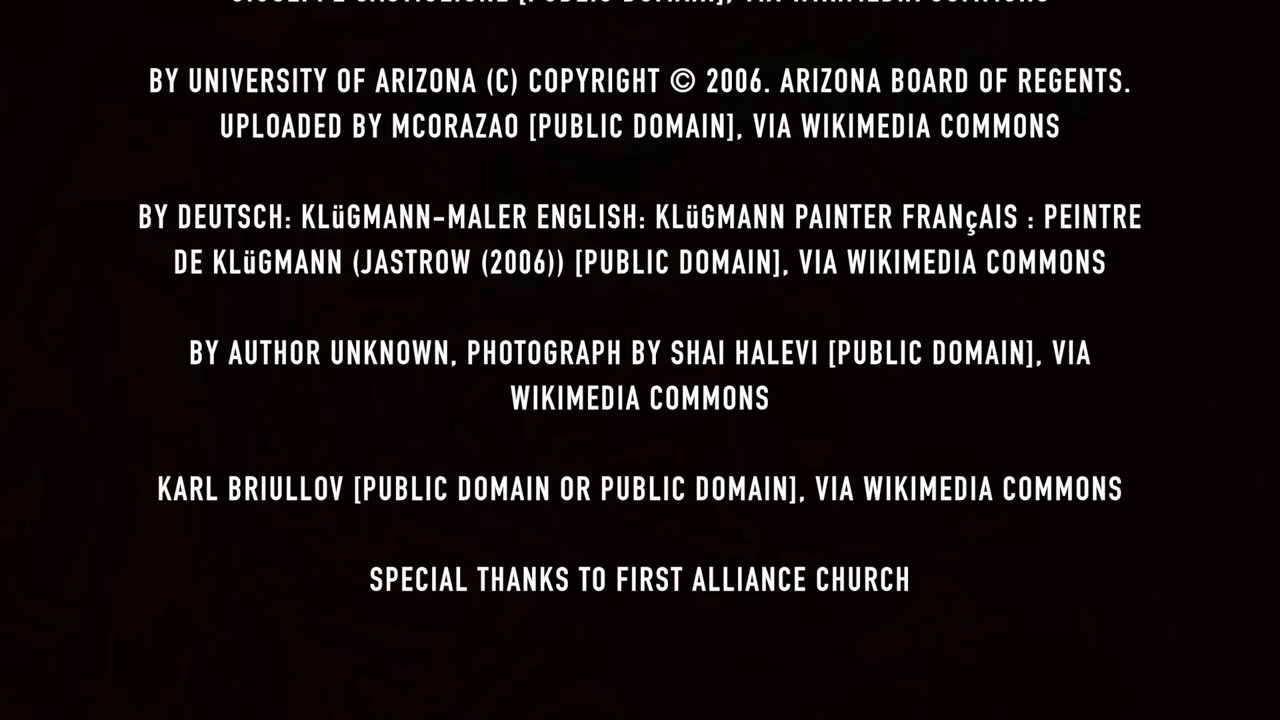 BY UNIVERSITY OF ARIZONA (C) COPYRIGHT © 2006. ARIZONA BOARD OF REGENTS.
UPLOADED BY MCORAZAO [PUBLIC DOMAIN], VIA WIKIMEDIA COMMONS
BY DEUTSCH: KLüGMANN-MALER ENGLISH: KLüGMANN PAINTER FRANçAIS : PEINTRE
DE KLüGMANN (JASTROW (2006)) [PUBLIC DOMAIN], VIA WIKIMEDIA COMMONS
BY AUTHOR UNKNOWN, PHOTOGRAPH BY SHAI HALEVI [PUBLIC DOMAIN], VIA
WIKIMEDIA COMMONS
KARL BRIULLOV [PUBLIC DOMAIN OR PUBLIC DOMAIN], VIA WIKIMEDIA COMMONS
SPECIAL THANKS TO FIRST ALLIANCE CHURCH